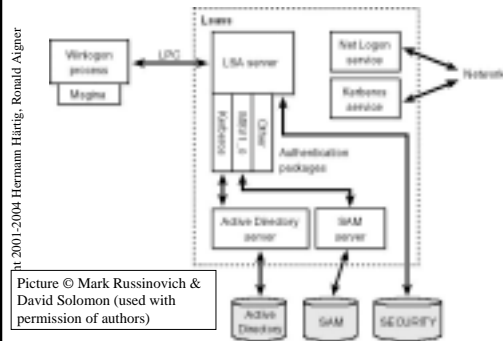 Lsass
Winlogon
process
Msgina
LPC
LSA server
Net Logon
service
Kerberos
service
Network
Kerberos
MSV1_0
Other
Authentication
packages
Active Directory
server
SAM
server
Active
Directory
SAM
SECURITY
nt 2001-2004 Hermann Härtig, Ronald Aigner
Picture © Mark Russinovich &
David Solomon (used with
permission of authors)